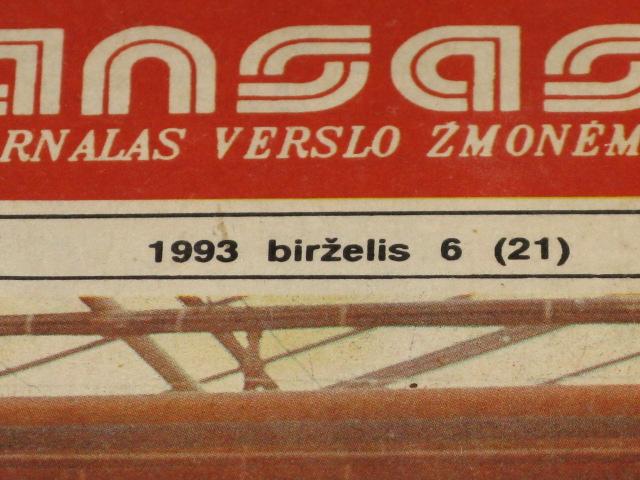 ansas
RNALAS VERSLO ŽMONĖM
1993 birželis 6 (21)